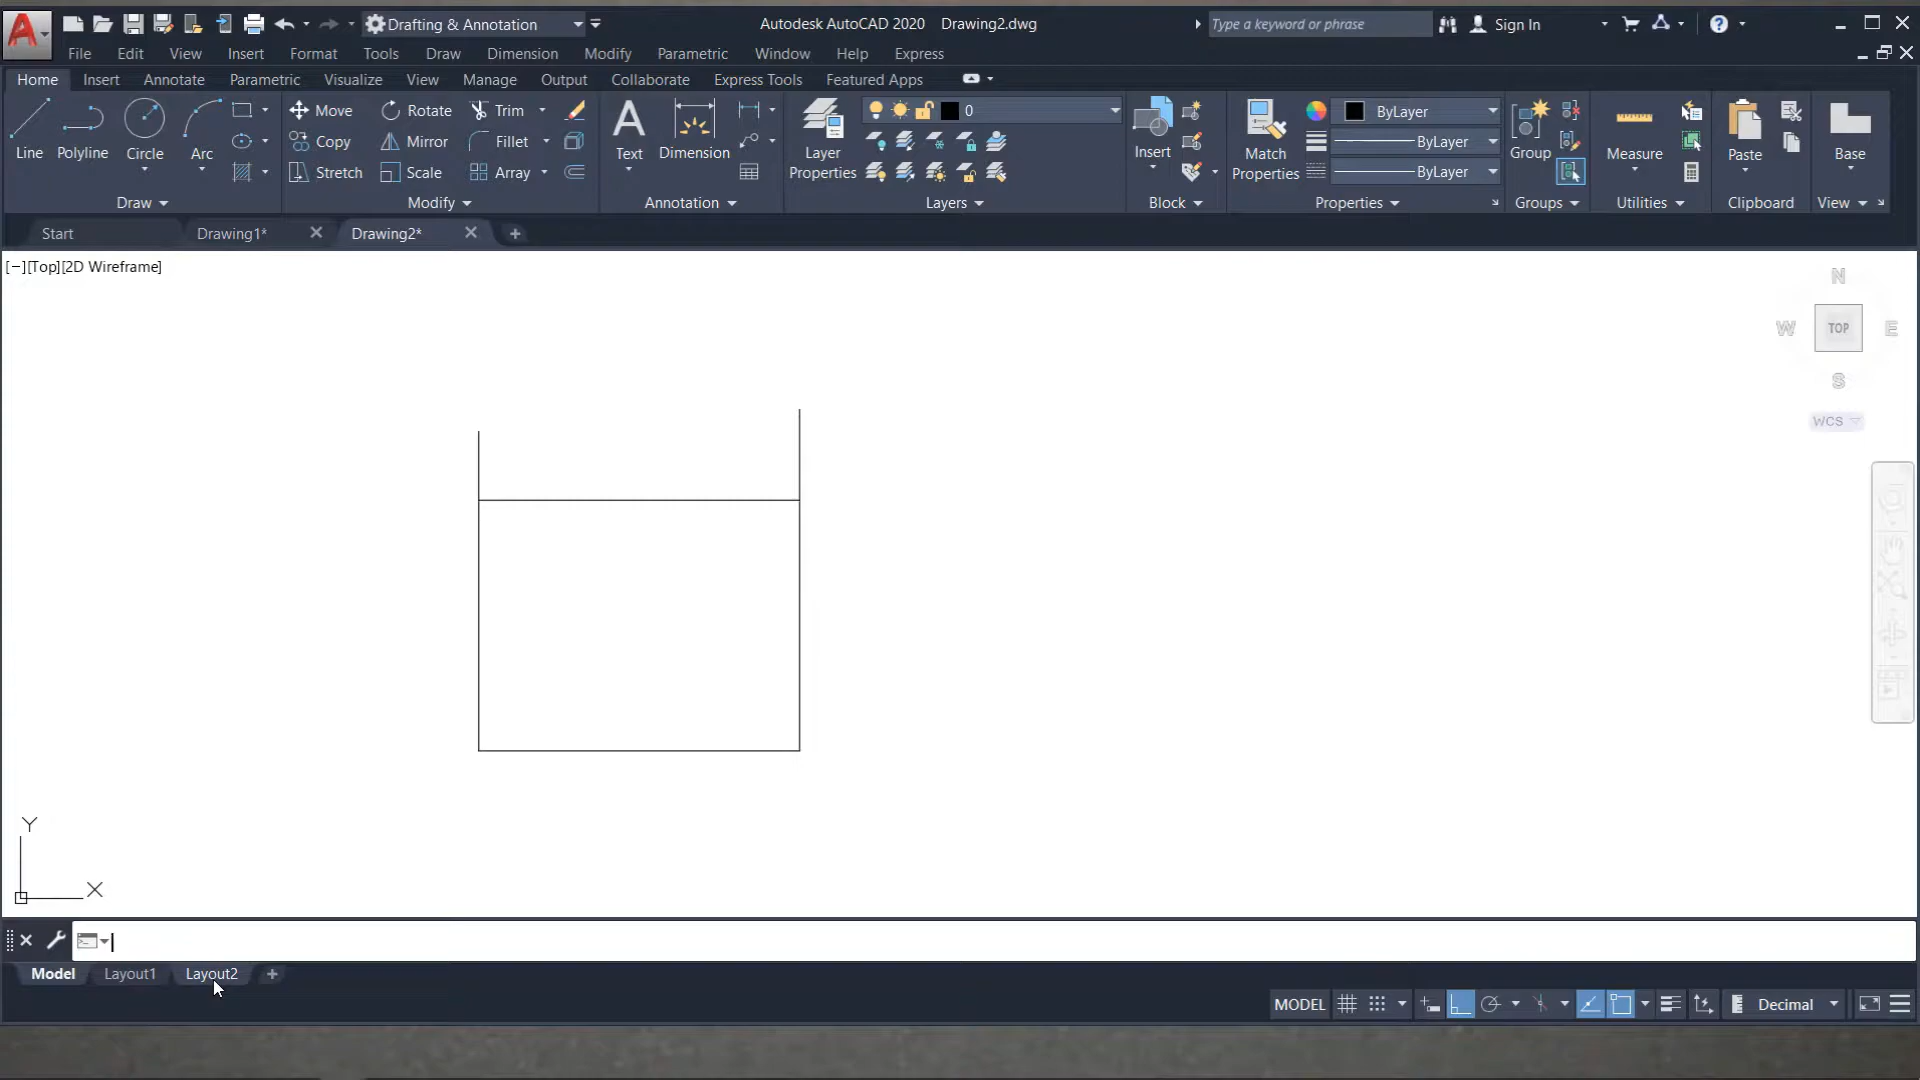 Drafting & Annotation Autodesk AutoCAD 2020 Drawing2.dwg Type a keyword or phrase Sign In
File Edit View Insert Format Tools Draw Dimension Modify Parametric Window Help Express
Home Insert Annotate Parametric Visualize View Manage Output Collaborate Express Tools Featured Apps
Move Rotate Trim 0 ByLayer
Line Polyline Circle Arc Copy Mirror Fillet Text Dimension Layer Properties Insert ByLayer Match Properties Group Measure Paste Base
Stretch Scale Array ByLayer
Draw Modify Annotation Layers Block Properties Groups Utilities Clipboard View
Start Drawing1* Drawing2*
[−][Top][2D Wireframe]
N
W TOP E
S
WCS
Y
X
Model Layout1 Layout2
MODEL Decimal